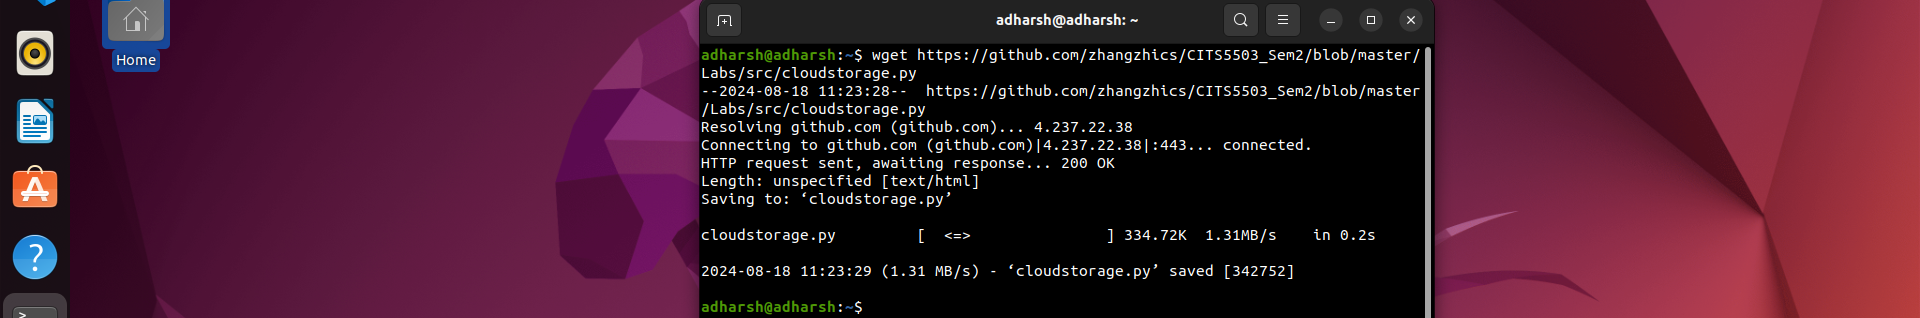 Home
adharsh@adharsh: ~
adharsh@adharsh:~$ wget https://github.com/zhangzhics/CITS5503_Sem2/blob/master/
Labs/src/cloudstorage.py
--2024-08-18 11:23:28--  https://github.com/zhangzhics/CITS5503_Sem2/blob/master
/Labs/src/cloudstorage.py
Resolving github.com (github.com)... 4.237.22.38
Connecting to github.com (github.com)|4.237.22.38|:443... connected.
HTTP request sent, awaiting response... 200 OK
Length: unspecified [text/html]
Saving to: ‘cloudstorage.py’
cloudstorage.py         [  <=>               ] 334.72K  1.31MB/s    in 0.2s
2024-08-18 11:23:29 (1.31 MB/s) - ‘cloudstorage.py’ saved [342752]
adharsh@adharsh:~$